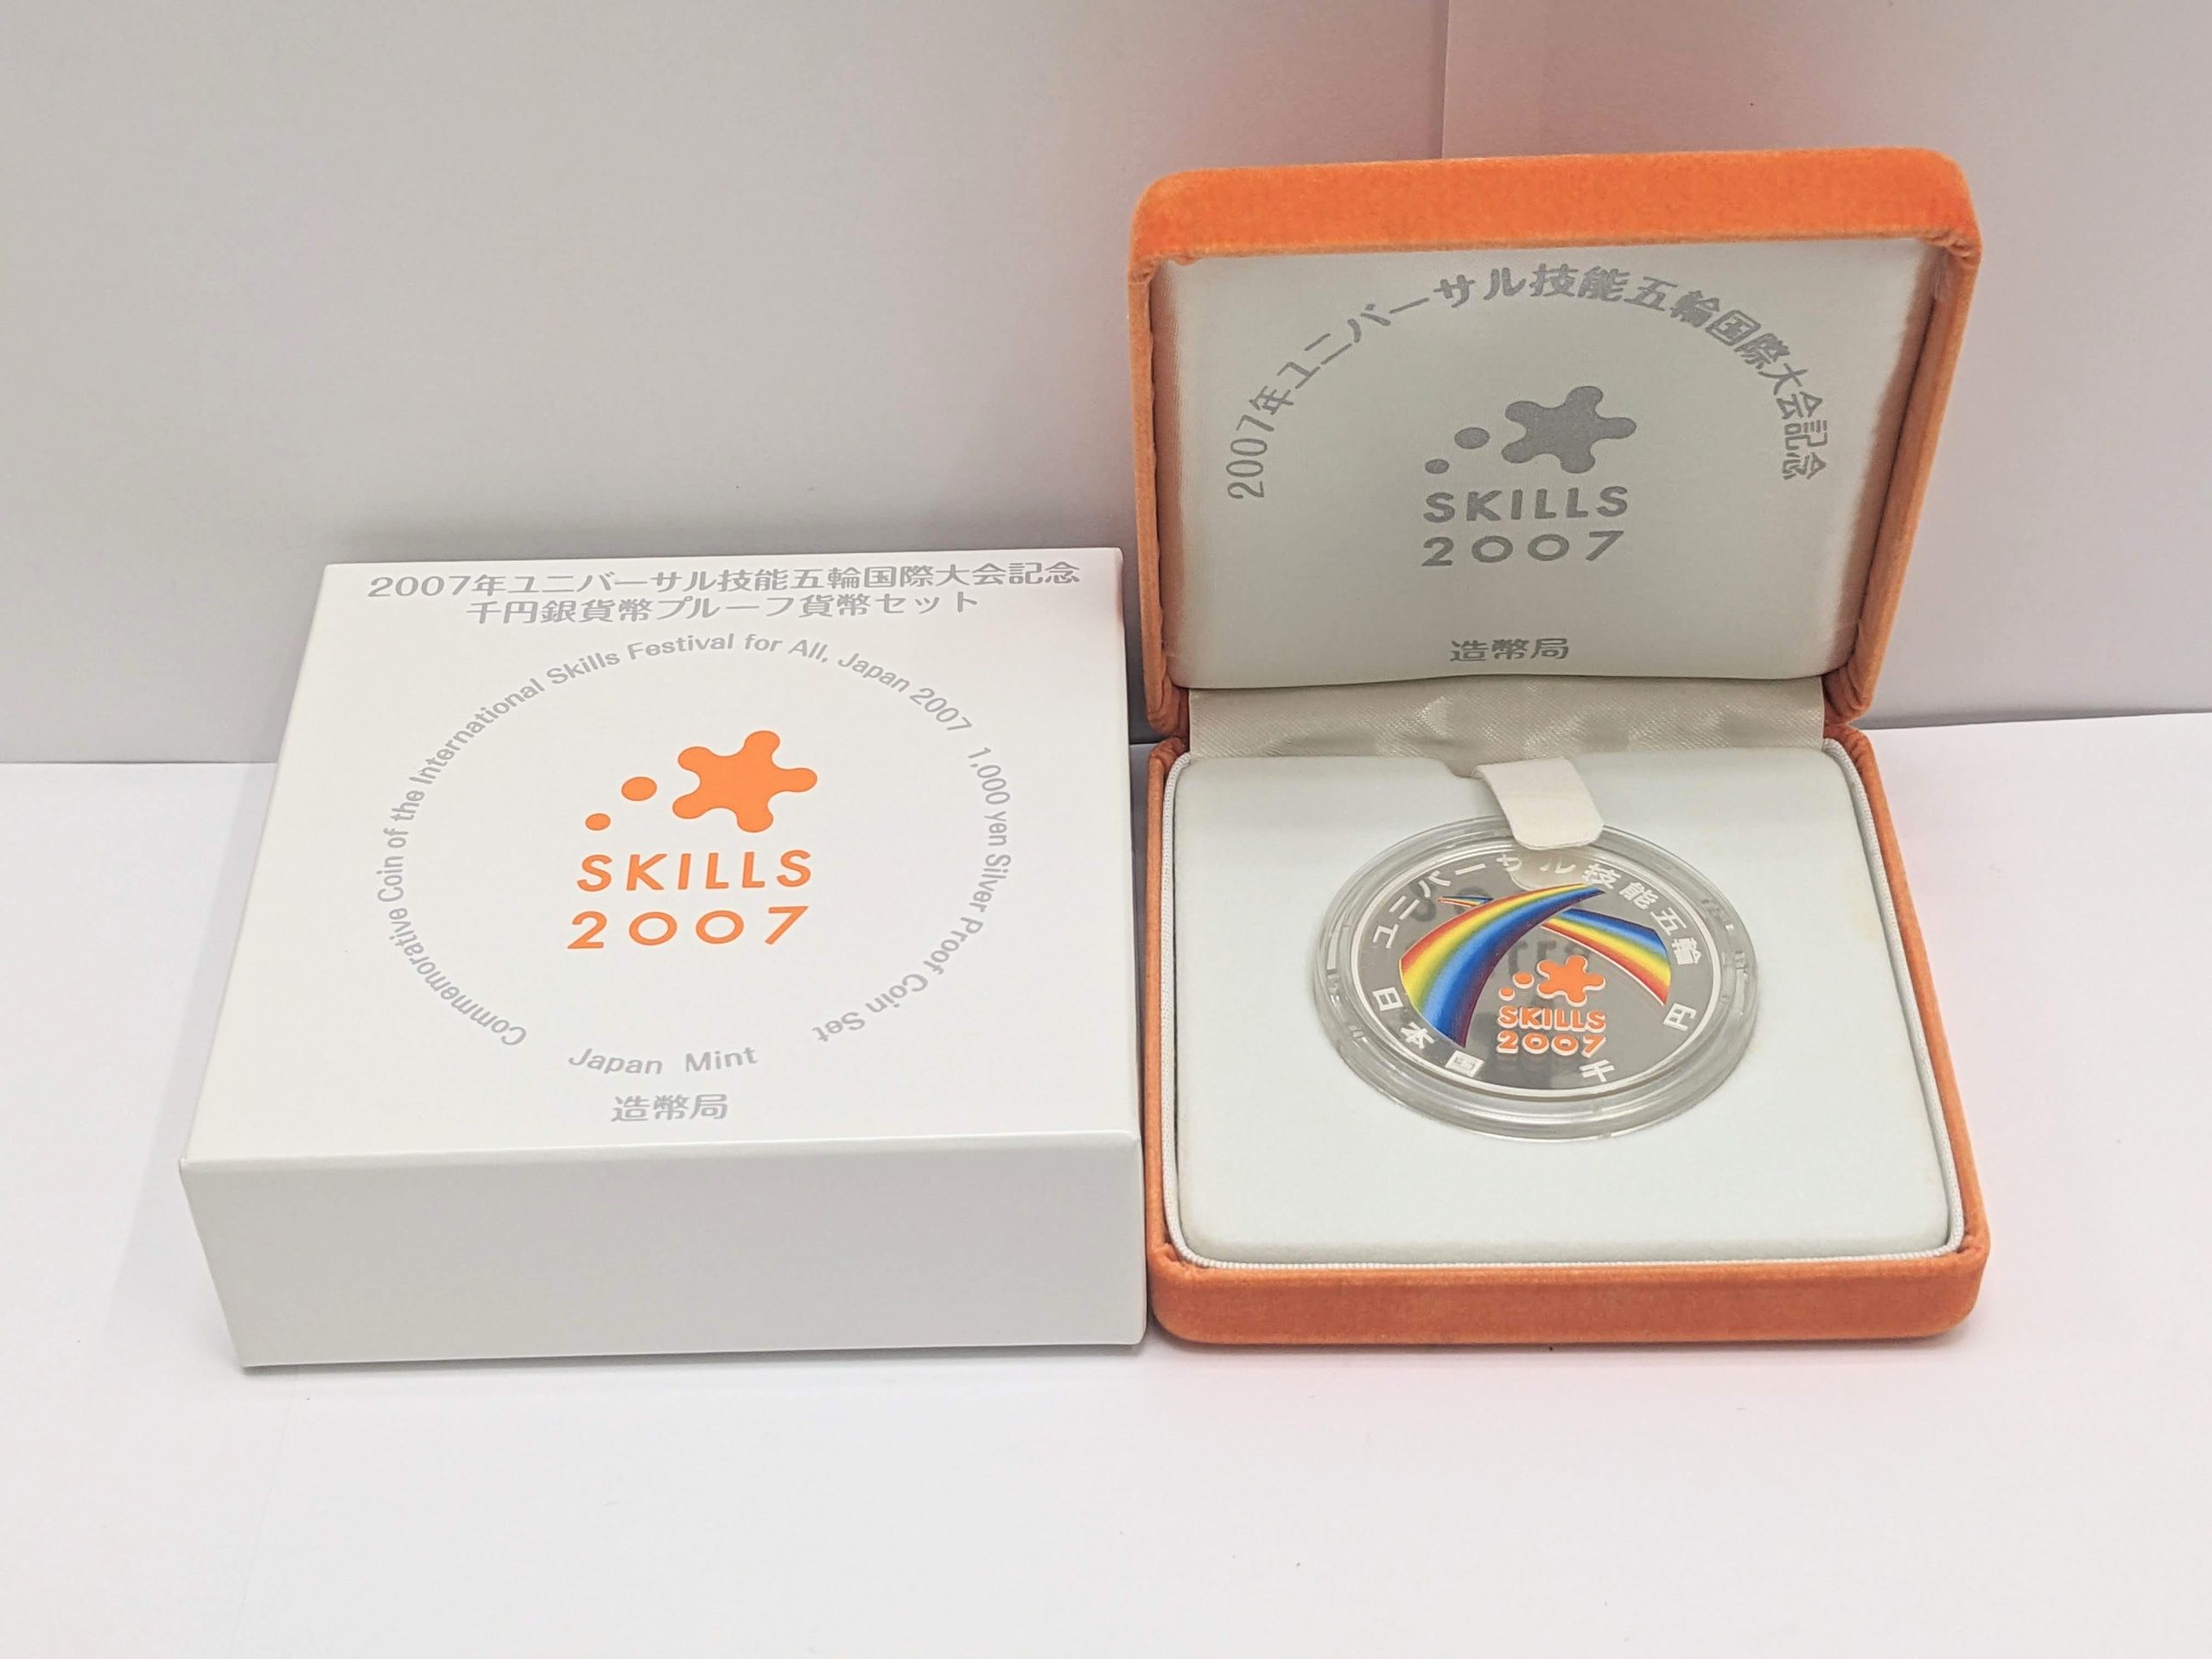 2007年ユニバーサル技能五輪国際大会記念
千円銀貨幣プルーフ貨幣セット
Commemorative Coin of the International Skills Festival for All, Japan 2007 1,000 yen Silver Proof Coin Set
SKILLS
2007
Japan Mint
造幣局
2007年ユニバーサル技能五輪国際大会記念
SKILLS
2007
造幣局
ユニバーサル技能五輪
SKILLS
2007
日本国 千円